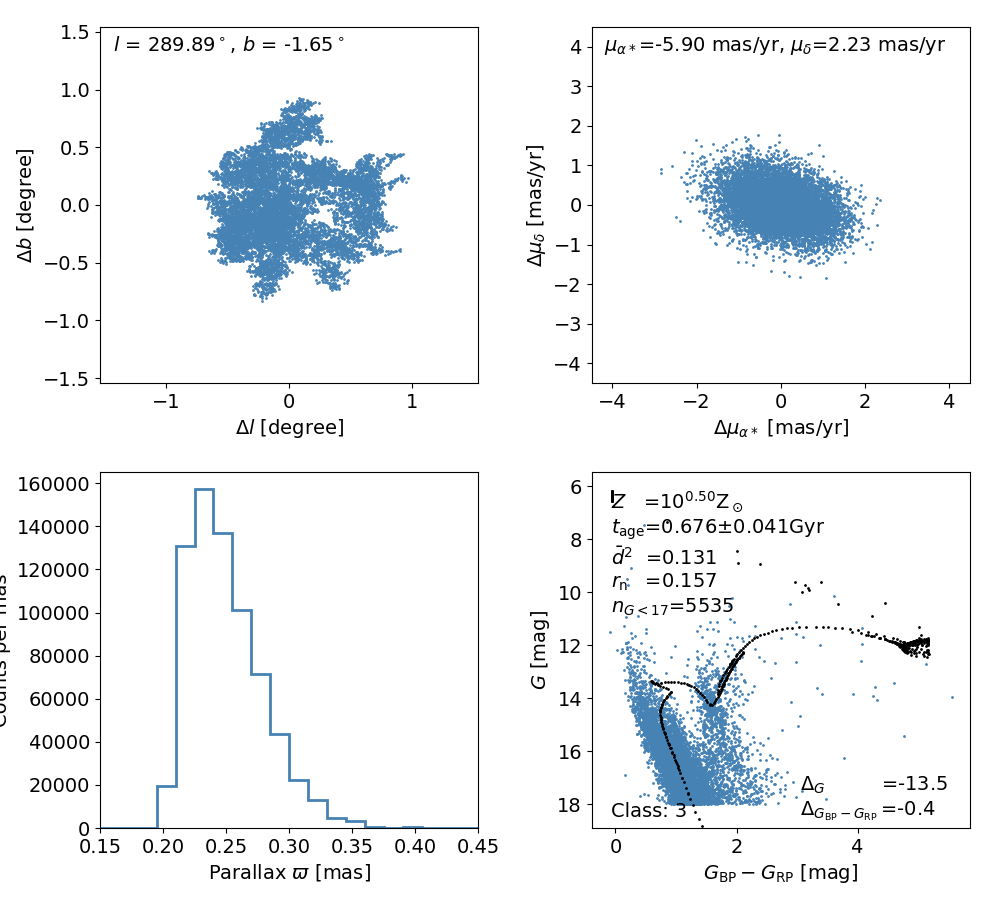 l = 289.89°, b = -1.65°
1.5
1.0
0.5
0.0
−0.5
−1.0
−1.5
−1 0 1
Δb [degree]
Δl [degree]
μα*=-5.90 mas/yr, μδ=2.23 mas/yr
4
3
2
1
0
−1
−2
−3
−4
−4 −2 0 2 4
Δμδ [mas/yr]
Δμα* [mas/yr]
160000
140000
120000
100000
80000
60000
40000
20000
0
0.15 0.20 0.25 0.30 0.35 0.40 0.45
Counts per mas
Parallax ϖ [mas]
Z =10^0.50 Z⊙
t_age=0.676±0.041Gyr
d̄² =0.131
r_n =0.157
n_G<17=5535
Δ_G =-13.5
Δ_G_BP−G_RP =-0.4
Class: 3
6
8
10
12
14
16
18
0 2 4
G [mag]
G_BP − G_RP [mag]